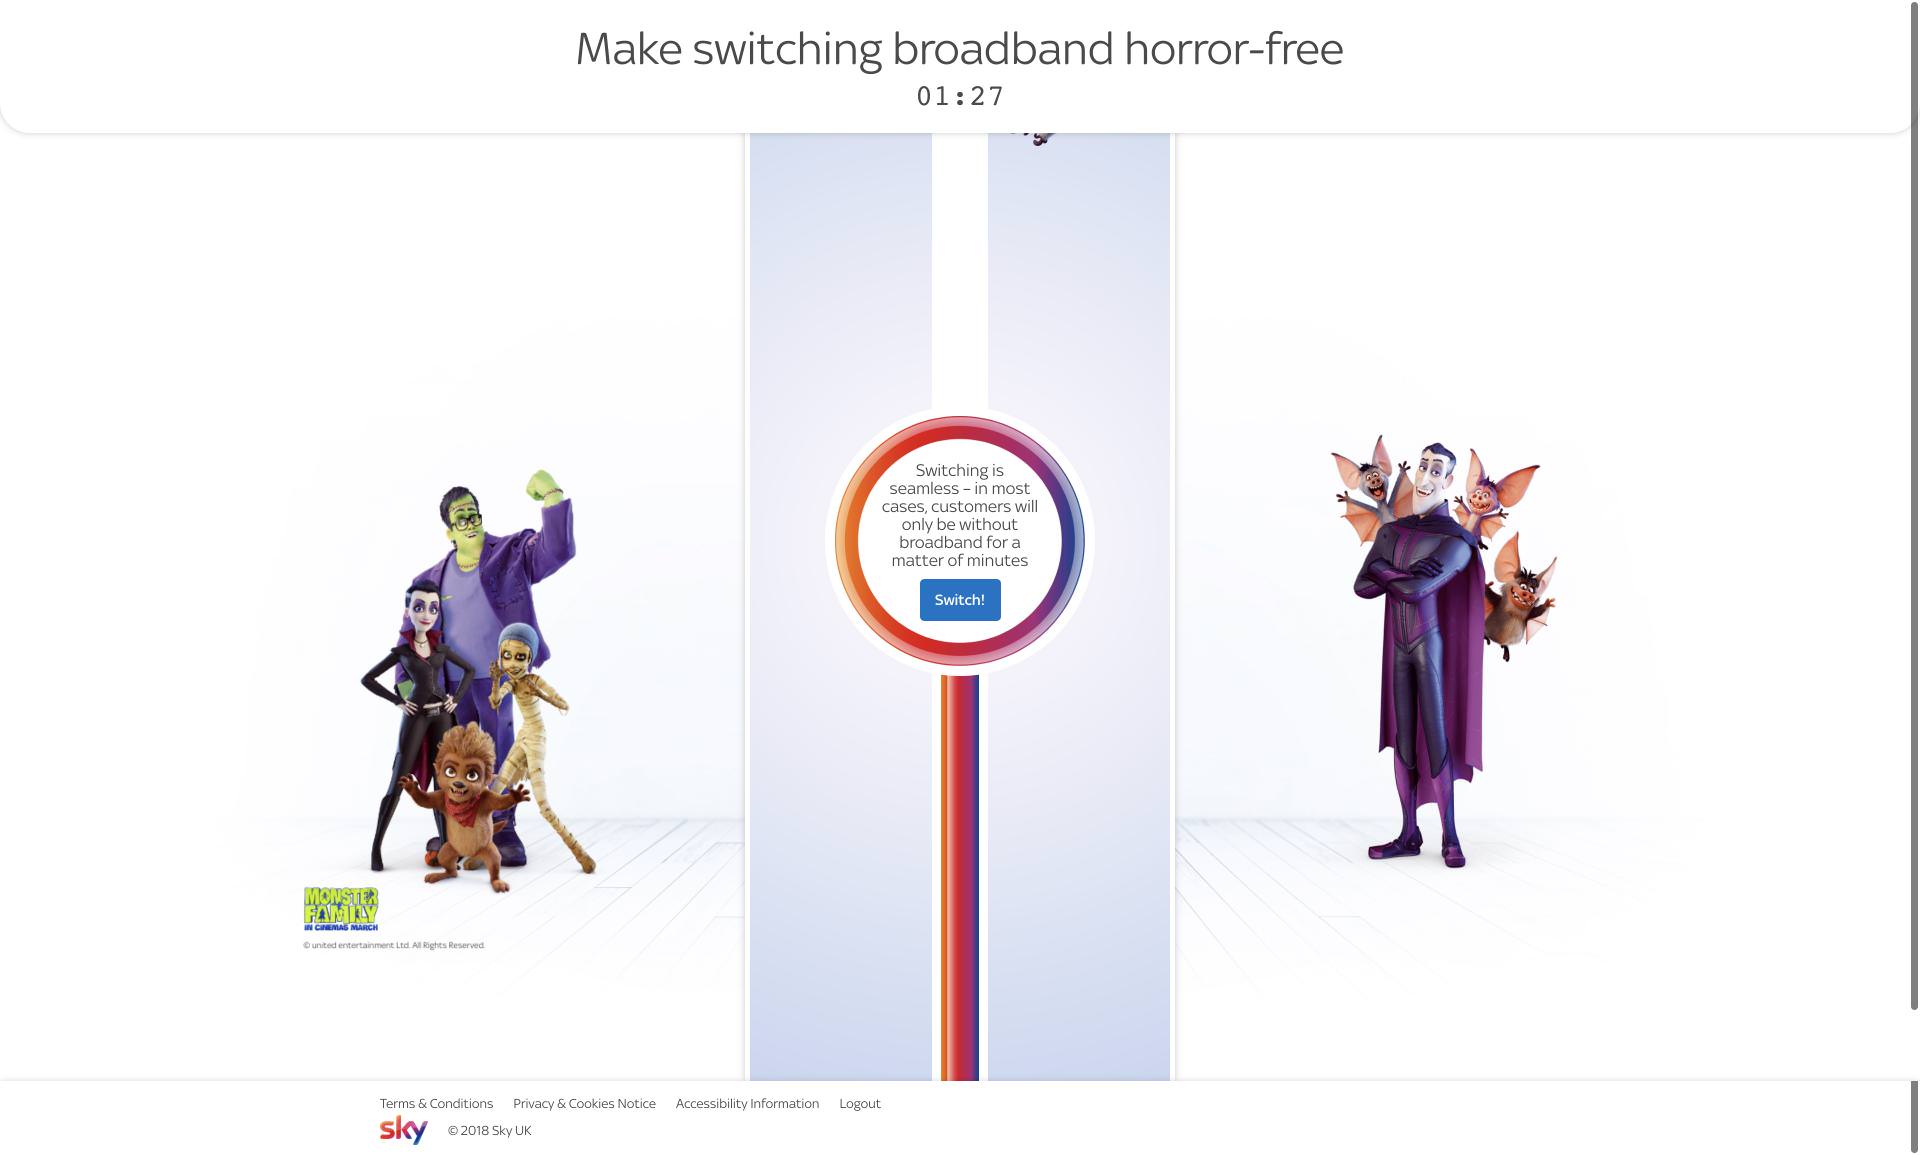 Make switching broadband horror-free
01:27
Switching is
seamless – in most
cases, customers will
only be without
broadband for a
matter of minutes
Switch!
MONSTER
FAMILY
IN CINEMAS MARCH
© united entertainment Ltd. All Rights Reserved.
Terms & Conditions Privacy & Cookies Notice Accessibility Information Logout
sky © 2018 Sky UK